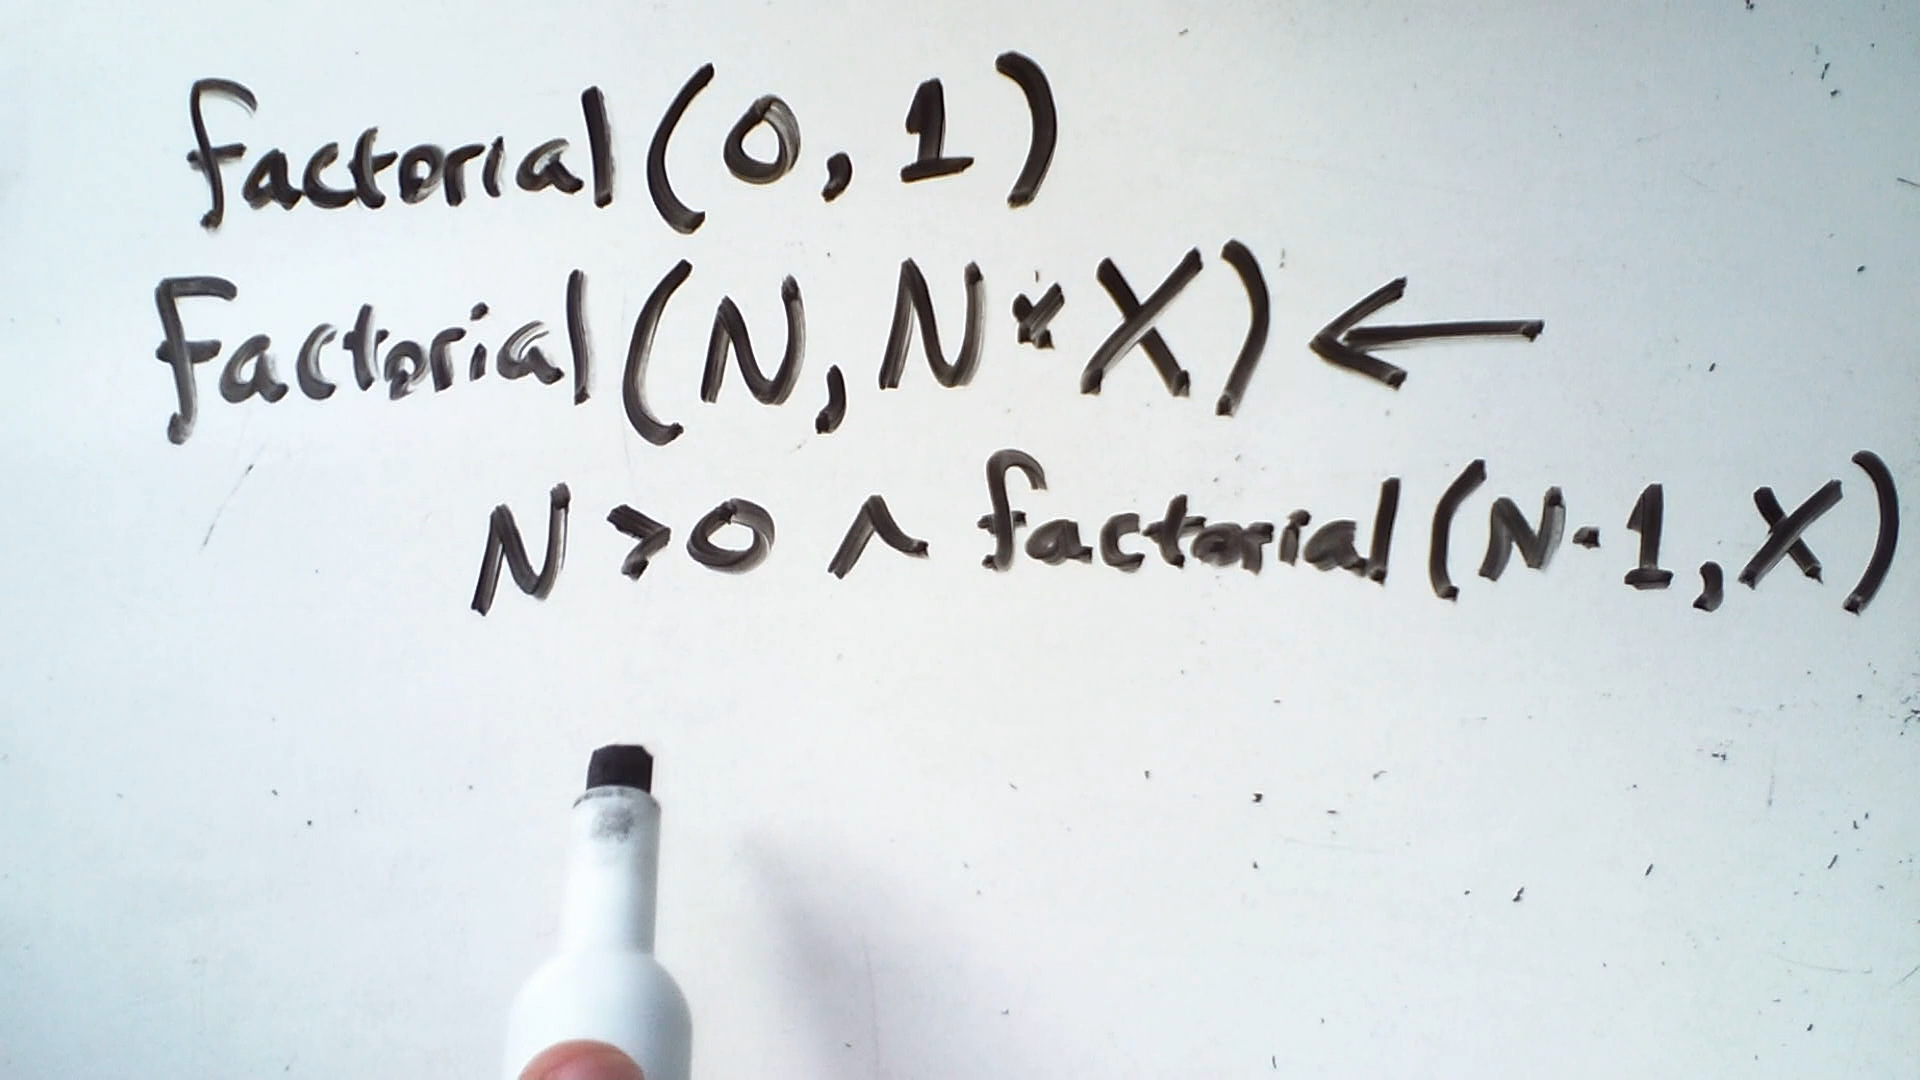 factorial(0,1)
factorial(N,N*X) ←
N>0 ∧ factorial(N-1,X)